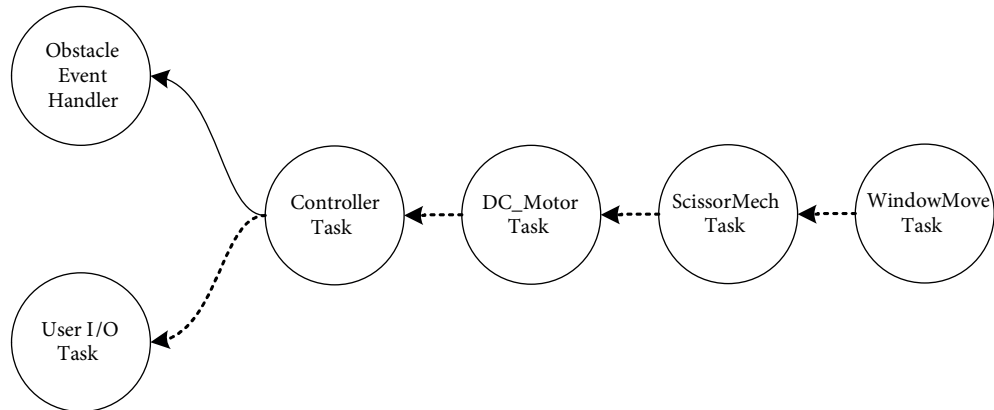 Obstacle
Event
Handler
Controller
Task
DC_Motor
Task
ScissorMech
Task
WindowMove
Task
User I/O
Task